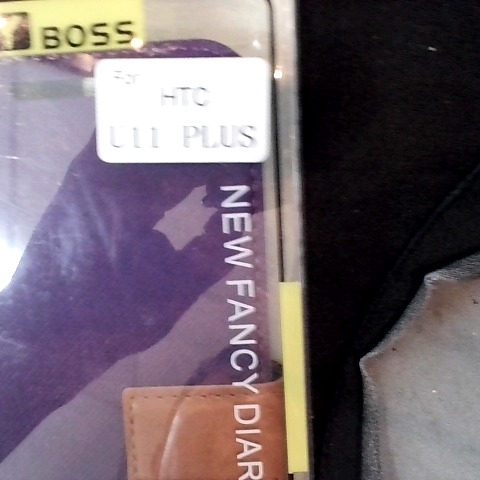 BOSS
For
HTC
U11 PLUS
NEW FANCY DIAR